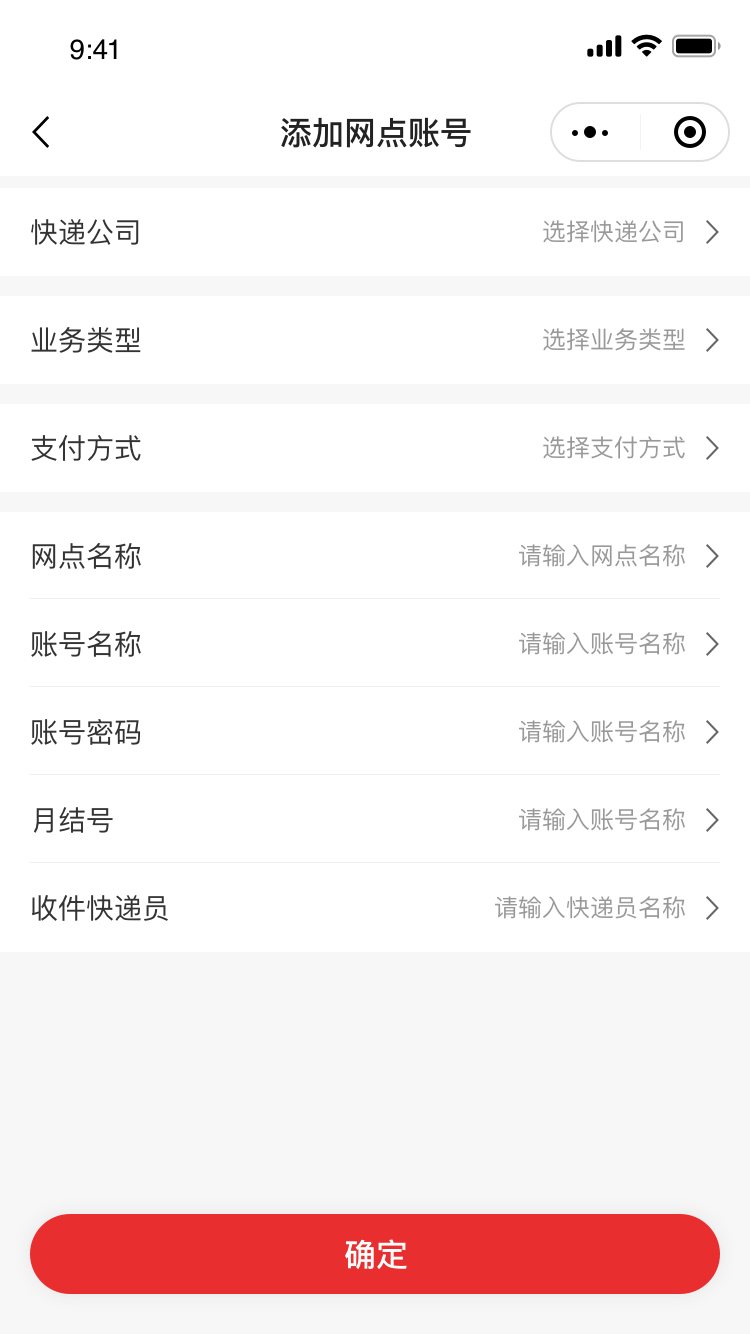 9:41
添加网点账号
快递公司 选择快递公司
业务类型 选择业务类型
支付方式 选择支付方式
网点名称 请输入网点名称
账号名称 请输入账号名称
账号密码 请输入账号名称
月结号 请输入账号名称
收件快递员 请输入快递员名称
确定